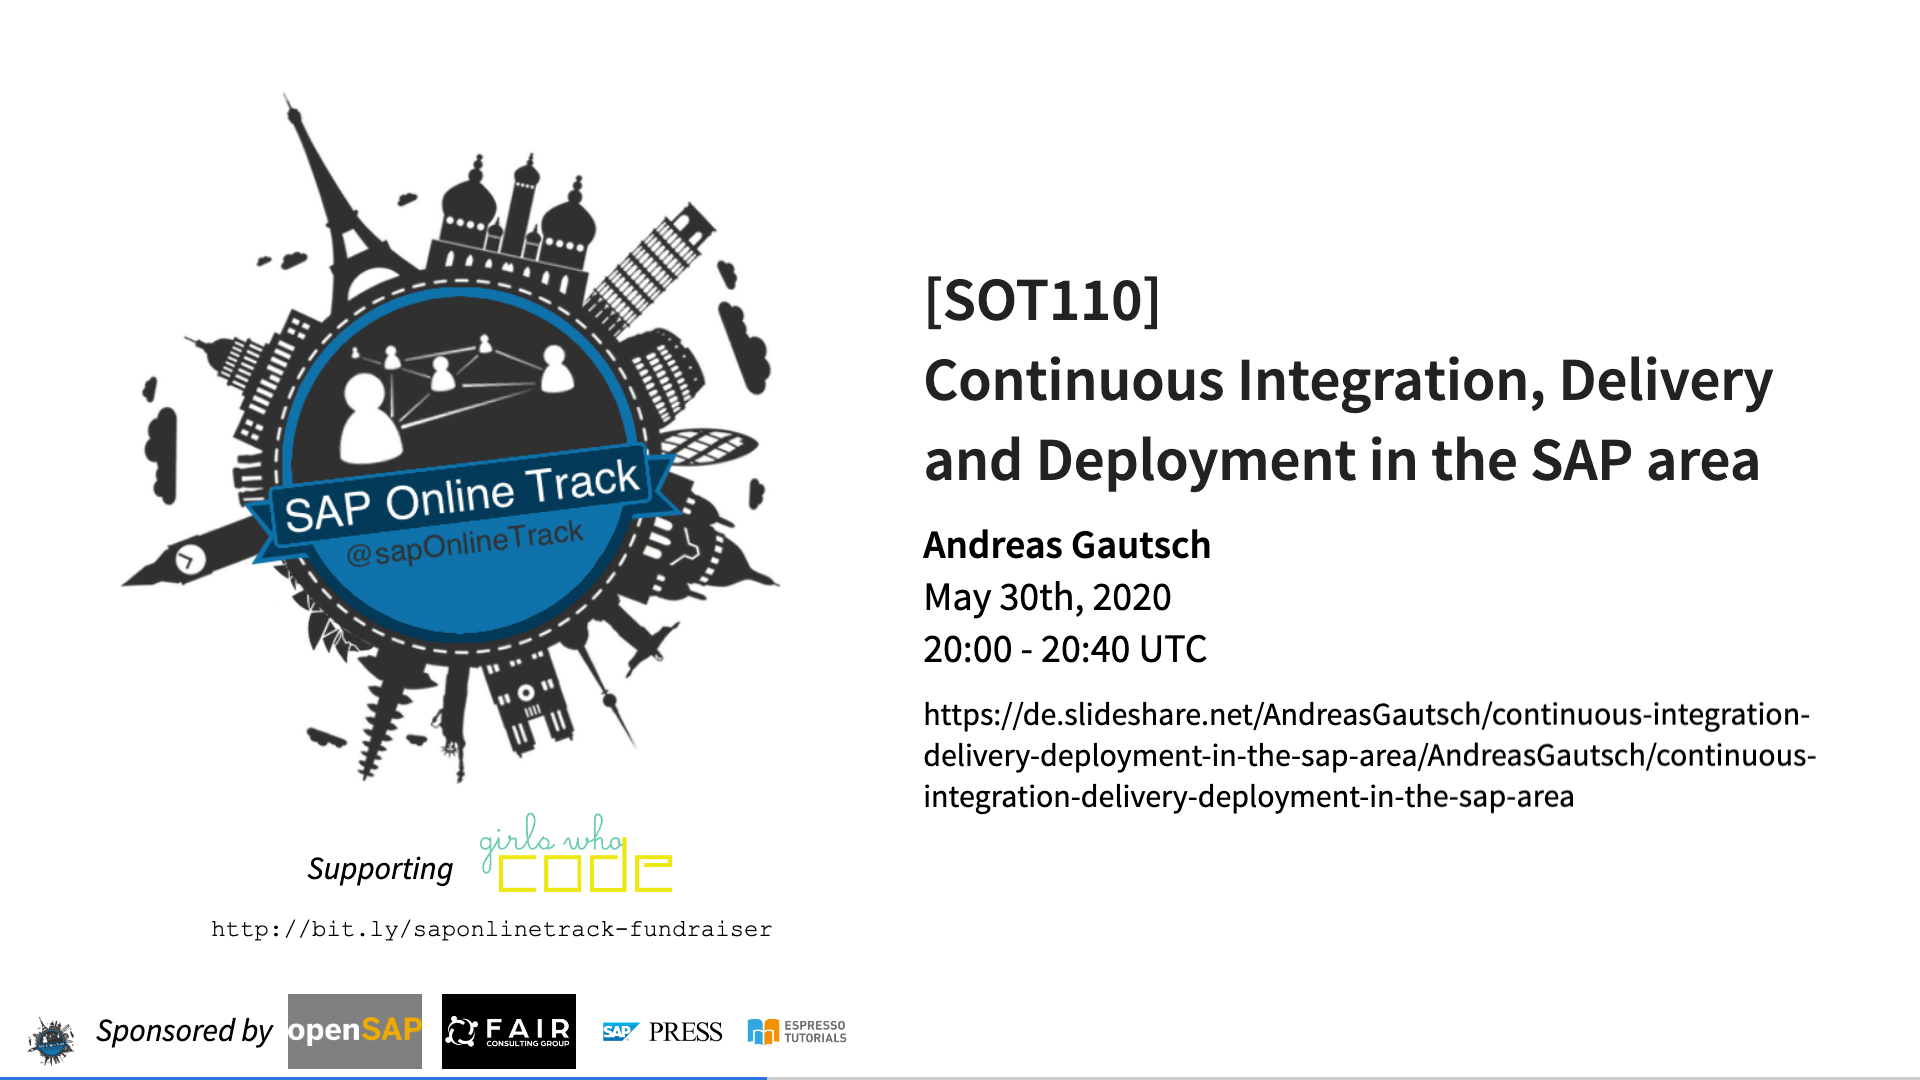 SAP Online Track
@sapOnlineTrack
[SOT110]
Continuous Integration, Delivery
and Deployment in the SAP area
Andreas Gautsch
May 30th, 2020
20:00 - 20:40 UTC
https://de.slideshare.net/AndreasGautsch/continuous-integration-
delivery-deployment-in-the-sap-area/AndreasGautsch/continuous-
integration-delivery-deployment-in-the-sap-area
Supporting
girls who
code
http://bit.ly/saponlinetrack-fundraiser
Sponsored by
openSAP
FAIR
CONSULTING GROUP
SAP PRESS
ESPRESSO
TUTORIALS